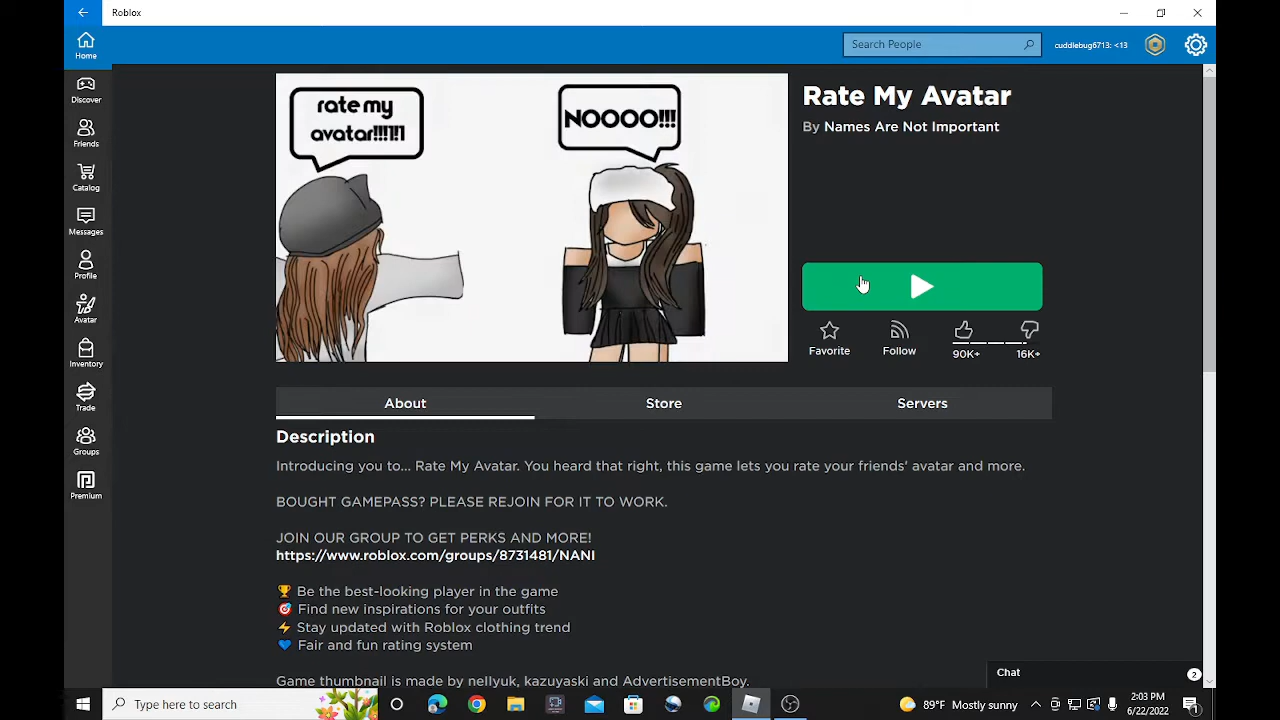 Roblox
Home
Search People
cuddlebug6713: <13
Discover
Friends
Catalog
Messages
Profile
Avatar
Inventory
Trade
Groups
Premium
rate my
avatar!!!1!1
NOOOO!!!
Rate My Avatar
By Names Are Not Important
Favorite
Follow
90K+
16K+
About
Store
Servers
Description
Introducing you to... Rate My Avatar. You heard that right, this game lets you rate your friends' avatar and more.
BOUGHT GAMEPASS? PLEASE REJOIN FOR IT TO WORK.
JOIN OUR GROUP TO GET PERKS AND MORE!
https://www.roblox.com/groups/8731481/NANI
🏆 Be the best-looking player in the game
🎯 Find new inspirations for your outfits
⚡ Stay updated with Roblox clothing trend
💙 Fair and fun rating system
Game thumbnail is made by nellyuk, kazuyaski and AdvertisementBoy.
Chat
2
Type here to search
89°F Mostly sunny
2:03 PM
6/22/2022